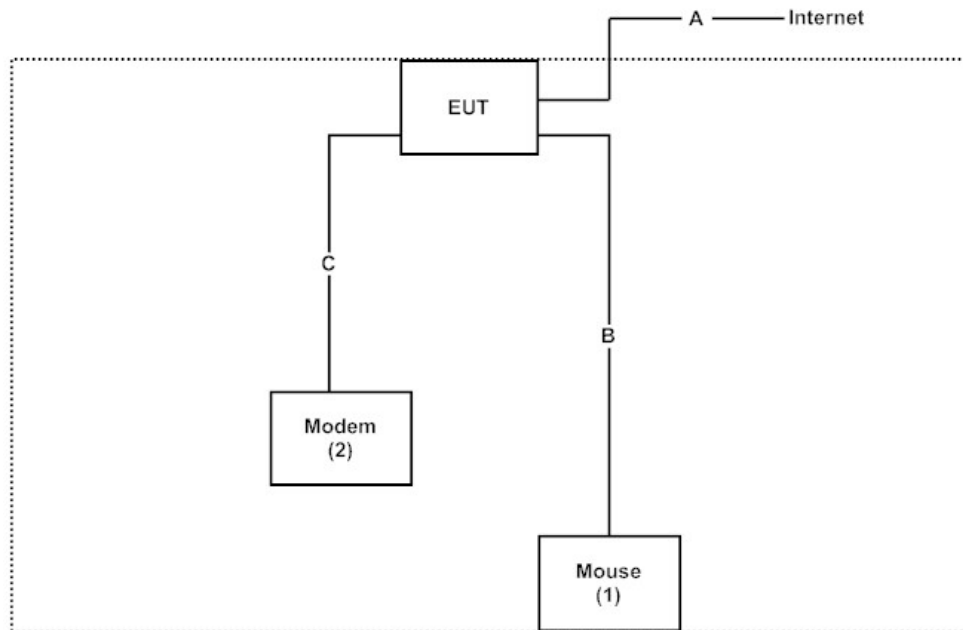 A
Internet
EUT
C
B
Modem
(2)
Mouse
(1)